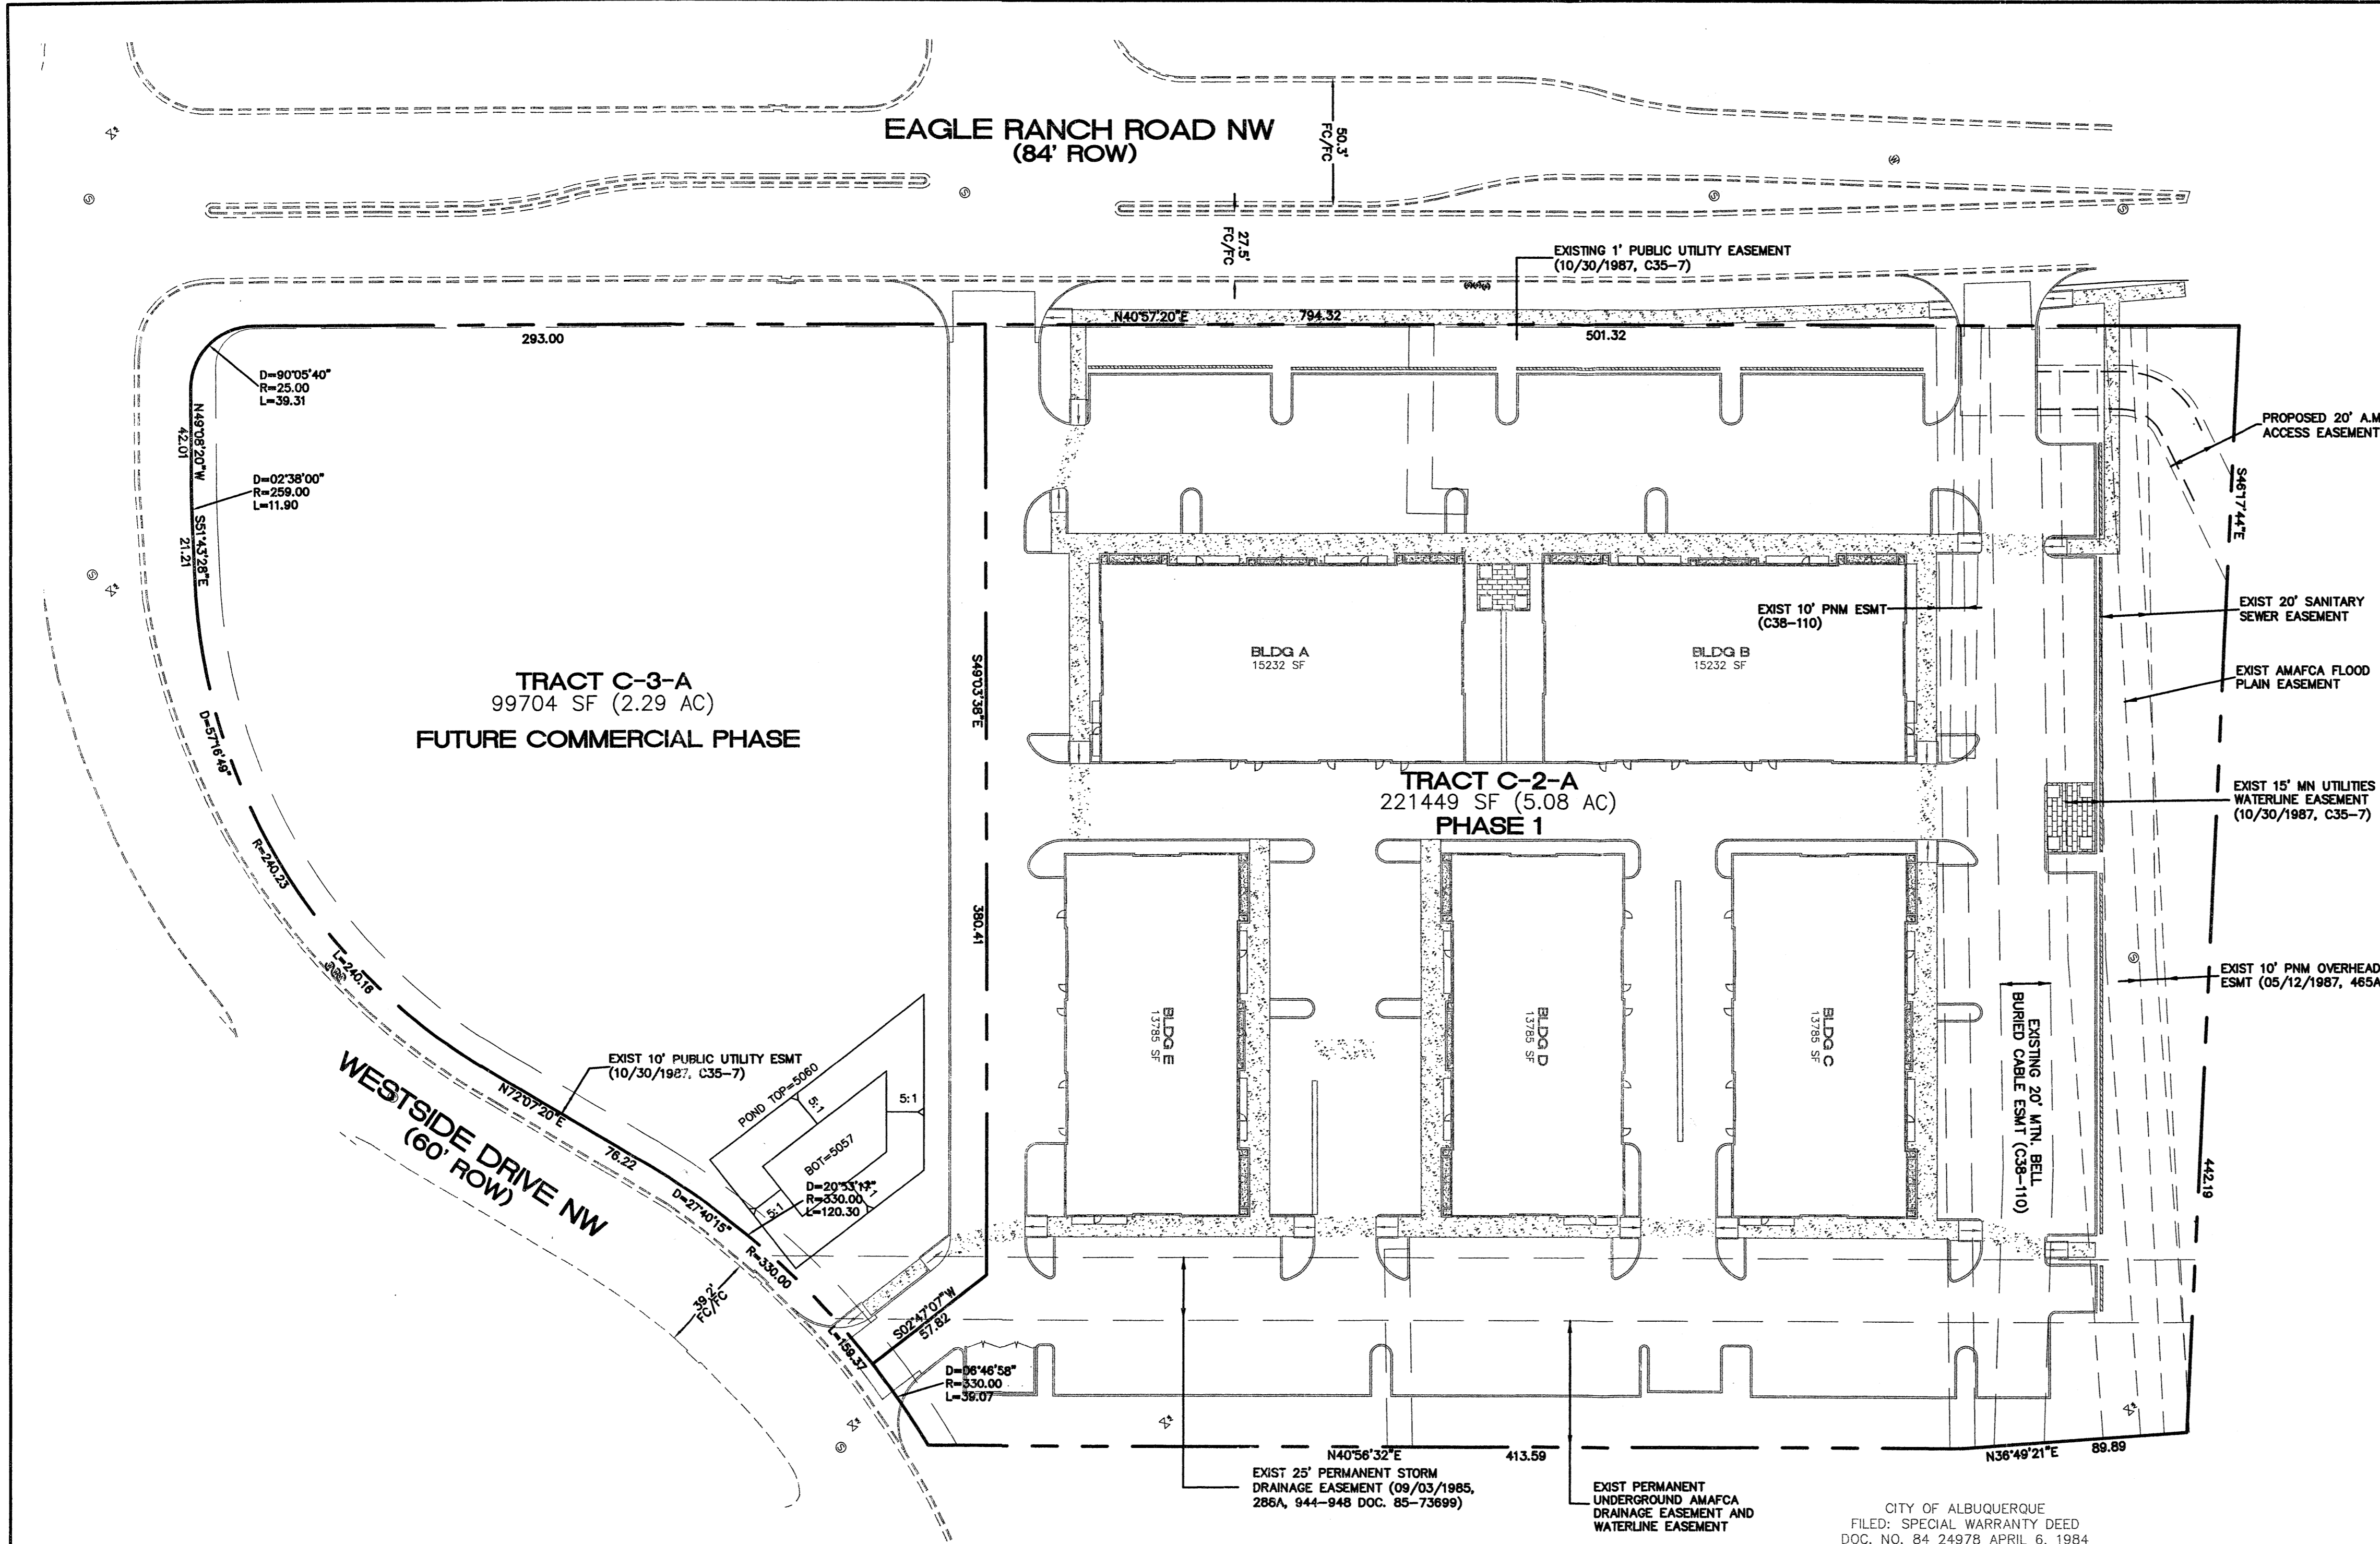 EAGLE RANCH ROAD NW
(84' ROW)
50.3'
FC/FC
27.5'
FC/FC
EXISTING 1' PUBLIC UTILITY EASEMENT
(10/30/1987, C35-7)
N40°57'20"E
794.32
293.00
501.32
D=90°05'40"
R=25.00
L=39.31
N49°08'20"W
42.01
D=02°38'00"
R=259.00
L=11.90
S51°43'28"E
21.21
PROPOSED 20' A.M
ACCESS EASEMENT
S46°17'44"E
EXIST 20' SANITARY
SEWER EASEMENT
EXIST 10' PNM ESMT
(C38-110)
BLDG A
15232 SF
BLDG B
15232 SF
S49°03'38"E
EXIST AMAFCA FLOOD
PLAIN EASEMENT
TRACT C-3-A
99704 SF (2.29 AC)
FUTURE COMMERCIAL PHASE
D=57°16'49"
TRACT C-2-A
221449 SF (5.08 AC)
PHASE 1
EXIST 15' MN UTILITIES
WATERLINE EASEMENT
(10/30/1987, C35-7)
R=240.23
380.41
L=240.16
EXIST 10' PNM OVERHEAD
ESMT (05/12/1987, 465A
BLDG E
13785 SF
BLDG D
13785 SF
BLDG C
13785 SF
EXISTING 20' MTN. BELL
BURIED CABLE ESMT (C38-110)
EXIST 10' PUBLIC UTILITY ESMT
(10/30/1987, C35-7)
WESTSIDE DRIVE NW
(60' ROW)
N72°07'20"E
76.22
POND TOP=5060
5:1
5:1
BOT=5057
D=20°53'17"
R=330.00
L=120.30
5:1
442.19
D=27°40'15"
R=330.00
39.2'
FC/FC
L=159.37
S02°47'07"W
57.82
D=06°46'58"
R=330.00
L=39.07
N40°56'32"E
413.59
N36°49'21"E
89.89
EXIST 25' PERMANENT STORM
DRAINAGE EASEMENT (09/03/1985,
286A, 944-948 DOC. 85-73699)
EXIST PERMANENT
UNDERGROUND AMAFCA
DRAINAGE EASEMENT AND
WATERLINE EASEMENT
CITY OF ALBUQUERQUE
FILED: SPECIAL WARRANTY DEED
DOC. NO. 84 24978 APRIL 6, 1984